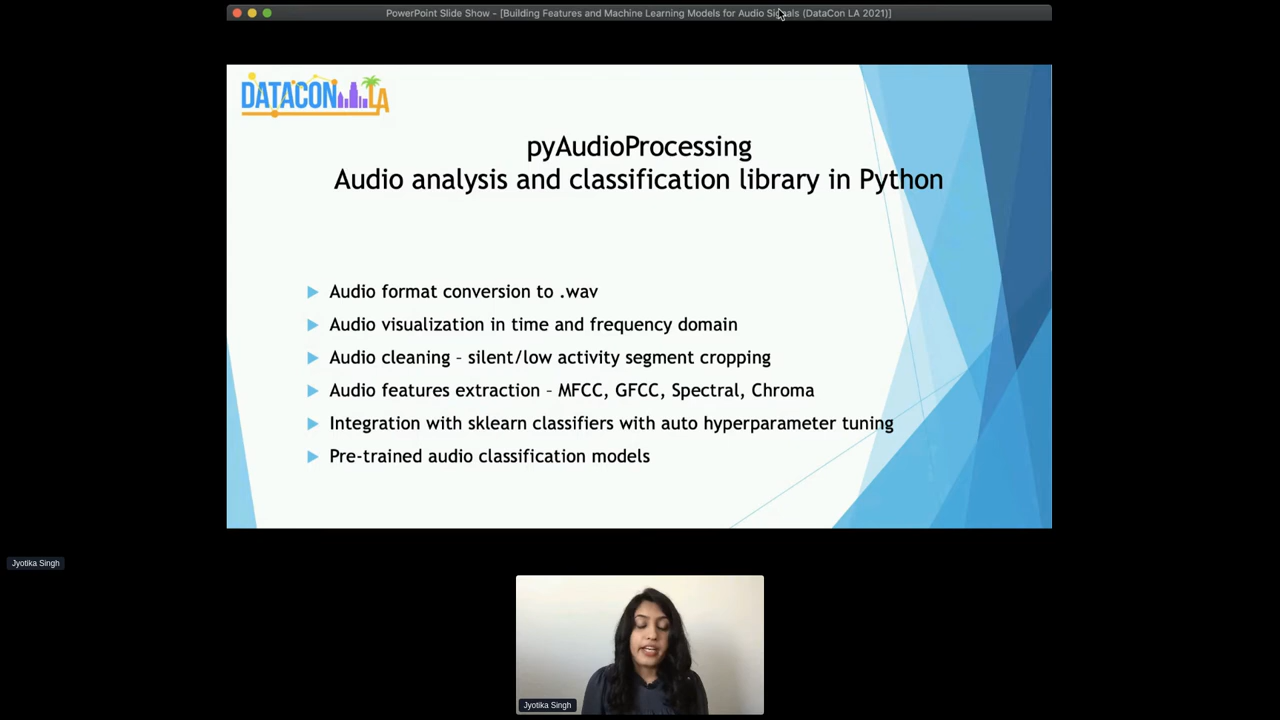 PowerPoint Slide Show - [Building Features and Machine Learning Models for Audio Signals (DataCon LA 2021)]
DATACON LA
pyAudioProcessing
Audio analysis and classification library in Python
Audio format conversion to .wav
Audio visualization in time and frequency domain
Audio cleaning – silent/low activity segment cropping
Audio features extraction – MFCC, GFCC, Spectral, Chroma
Integration with sklearn classifiers with auto hyperparameter tuning
Pre-trained audio classification models
Jyotika Singh
Jyotika Singh